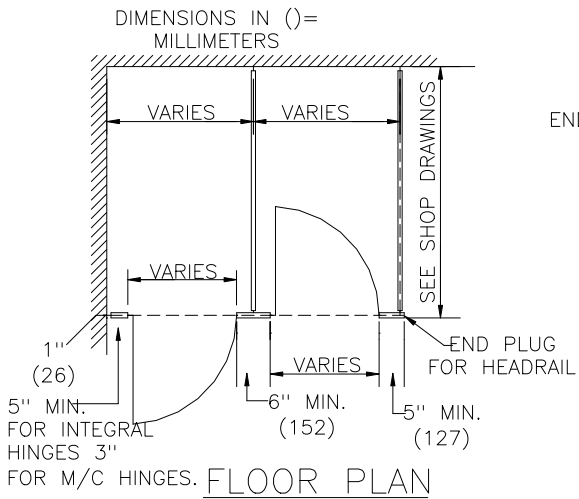 DIMENSIONS IN ()=
MILLIMETERS
VARIES
VARIES
SEE SHOP DRAWINGS
VARIES
1"
(26)
5" MIN.
FOR INTEGRAL
HINGES 3"
FOR M/C HINGES.
6" MIN.
(152)
VARIES
5" MIN.
(127)
END PLUG
FOR HEADRAIL
FLOOR PLAN